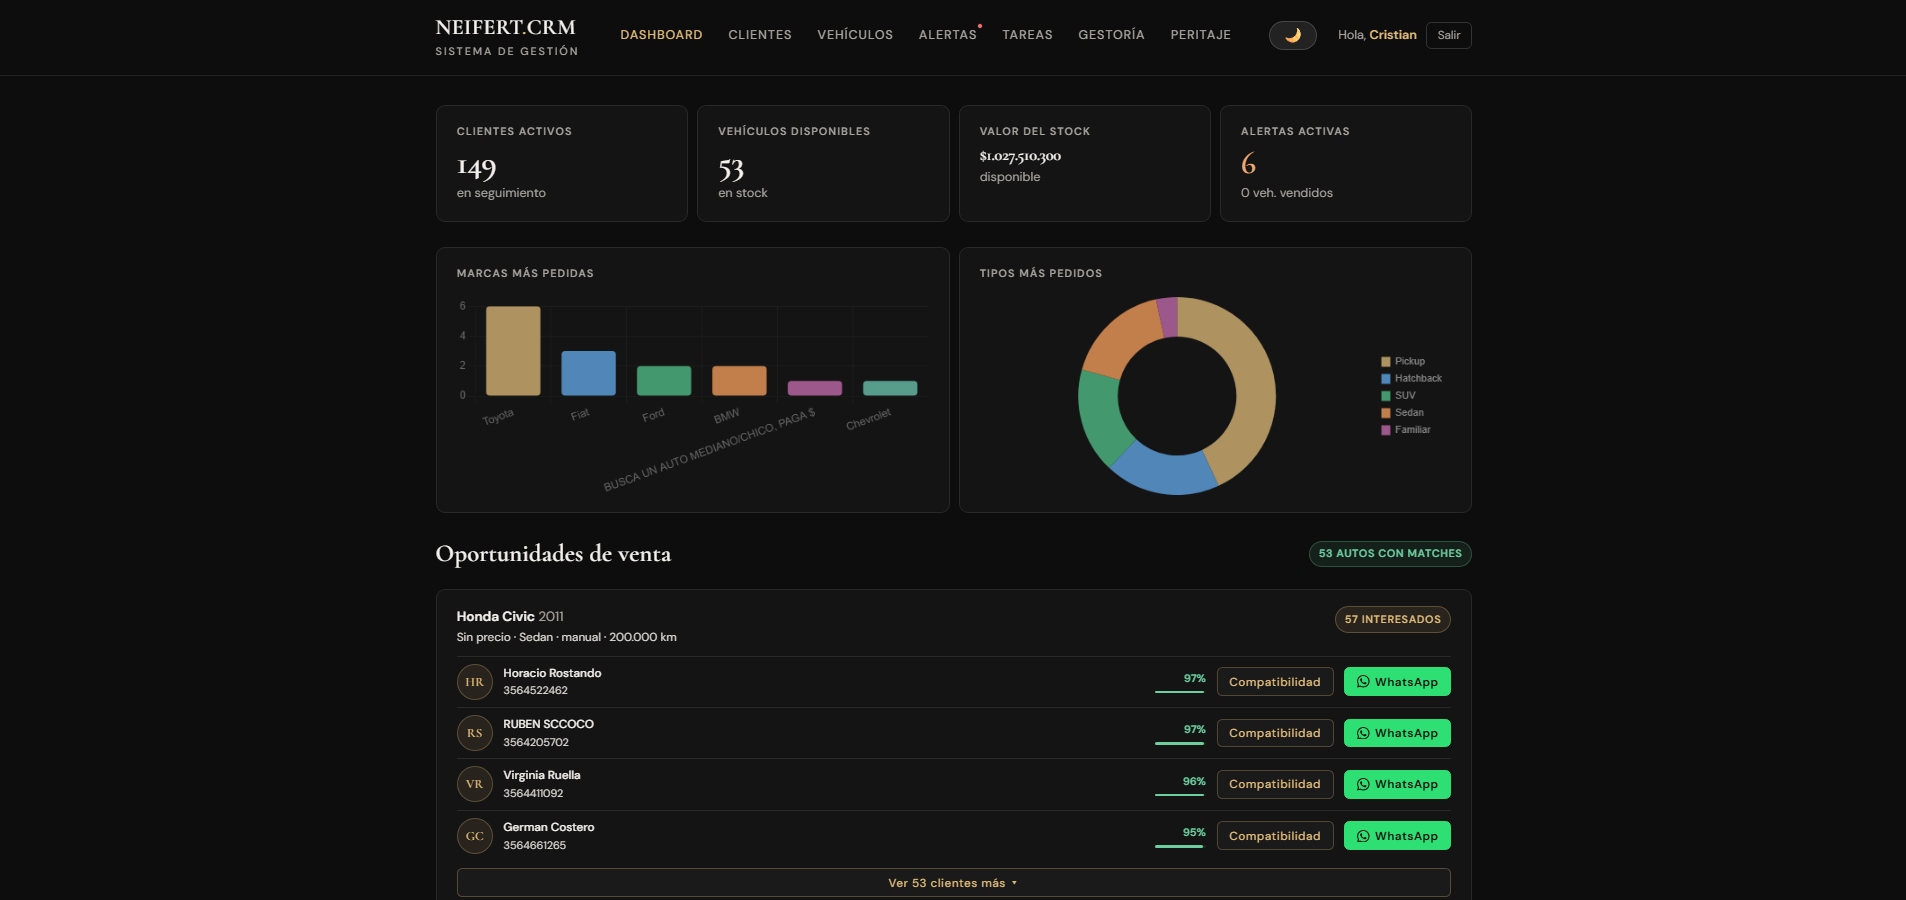 NEIFERT.CRM
SISTEMA DE GESTIÓN
DASHBOARD
CLIENTES
VEHÍCULOS
ALERTAS
TAREAS
GESTORÍA
PERITAJE
Hola, Cristian
Salir
CLIENTES ACTIVOS
149
en seguimiento
VEHÍCULOS DISPONIBLES
53
en stock
VALOR DEL STOCK
$1.027.510.300
disponible
ALERTAS ACTIVAS
6
0 veh. vendidos
MARCAS MÁS PEDIDAS
6
4
2
0
Toyota
Fiat
Ford
BMW
BUSCA UN AUTO MEDIANO/CHICO, PAGA $
Chevrolet
TIPOS MÁS PEDIDOS
Pickup
Hatchback
SUV
Sedan
Familiar
Oportunidades de venta
53 AUTOS CON MATCHES
Honda Civic 2011
Sin precio · Sedan · manual · 200.000 km
57 INTERESADOS
HR
Horacio Rostando
3564522462
97%
Compatibilidad
WhatsApp
RS
RUBEN SCCOCO
3564205702
97%
Compatibilidad
WhatsApp
VR
Virginia Ruella
3564411092
96%
Compatibilidad
WhatsApp
GC
German Costero
3564661265
95%
Compatibilidad
WhatsApp
Ver 53 clientes más ▾